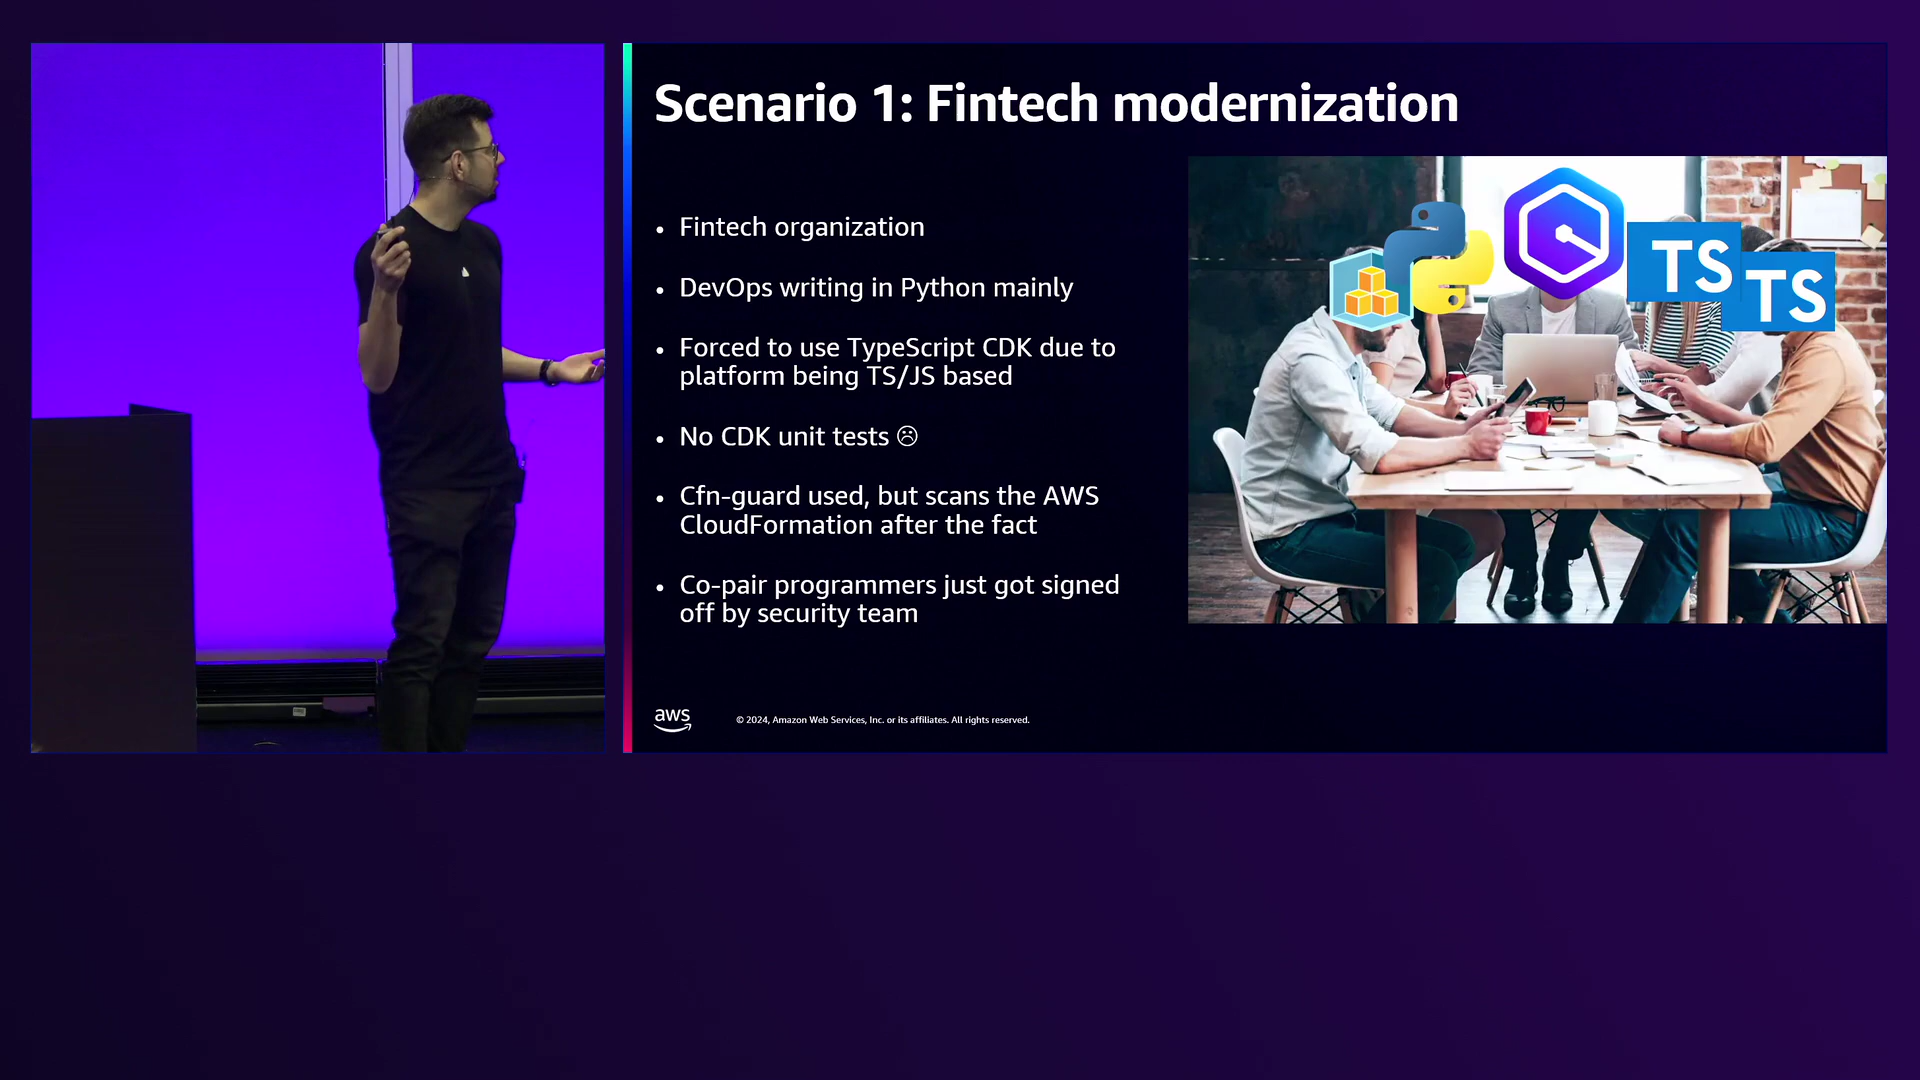 Scenario 1: Fintech modernization
• Fintech organization
• DevOps writing in Python mainly
• Forced to use TypeScript CDK due to
platform being TS/JS based
• No CDK unit tests ☹
• Cfn-guard used, but scans the AWS
CloudFormation after the fact
• Co-pair programmers just got signed
off by security team
TS
TS
aws
© 2024, Amazon Web Services, Inc. or its affiliates. All rights reserved.